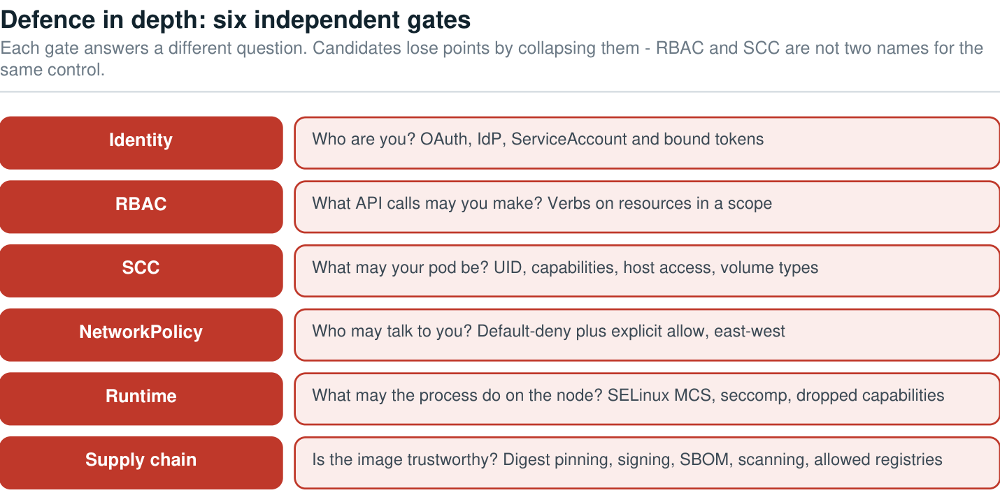 Defence in depth: six independent gates
Each gate answers a different question. Candidates lose points by collapsing them - RBAC and SCC are not two names for the
same control.
Identity
Who are you? OAuth, IdP, ServiceAccount and bound tokens
RBAC
What API calls may you make? Verbs on resources in a scope
SCC
What may your pod be? UID, capabilities, host access, volume types
NetworkPolicy
Who may talk to you? Default-deny plus explicit allow, east-west
Runtime
What may the process do on the node? SELinux MCS, seccomp, dropped capabilities
Supply chain
Is the image trustworthy? Digest pinning, signing, SBOM, scanning, allowed registries